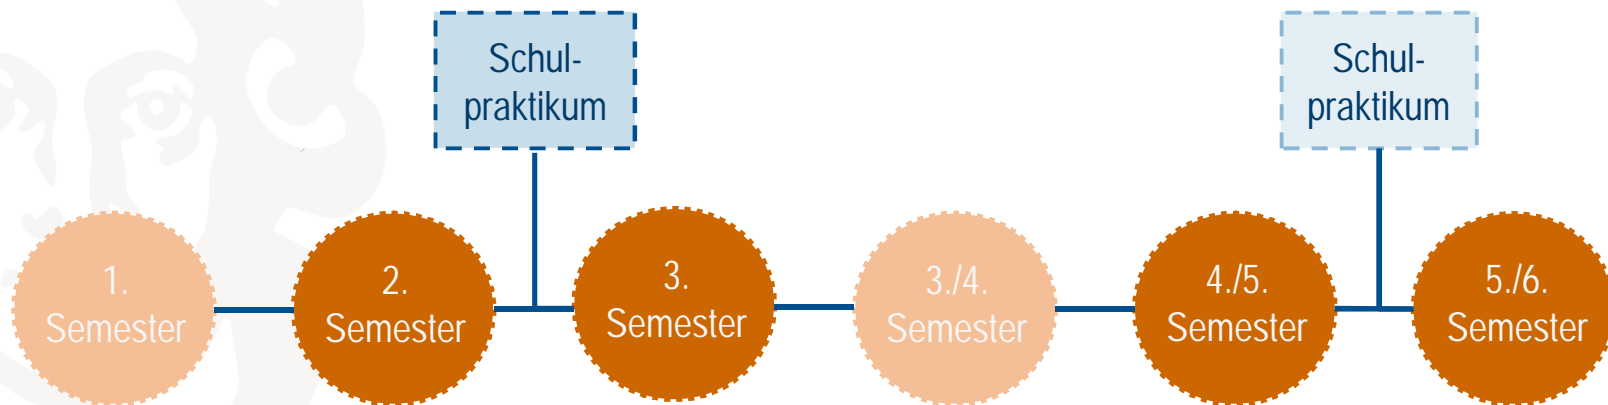 Schul-
praktikum
Schul-
praktikum
1.
Semester
2.
Semester
3.
Semester
3./4.
Semester
4./5.
Semester
5./6.
Semester